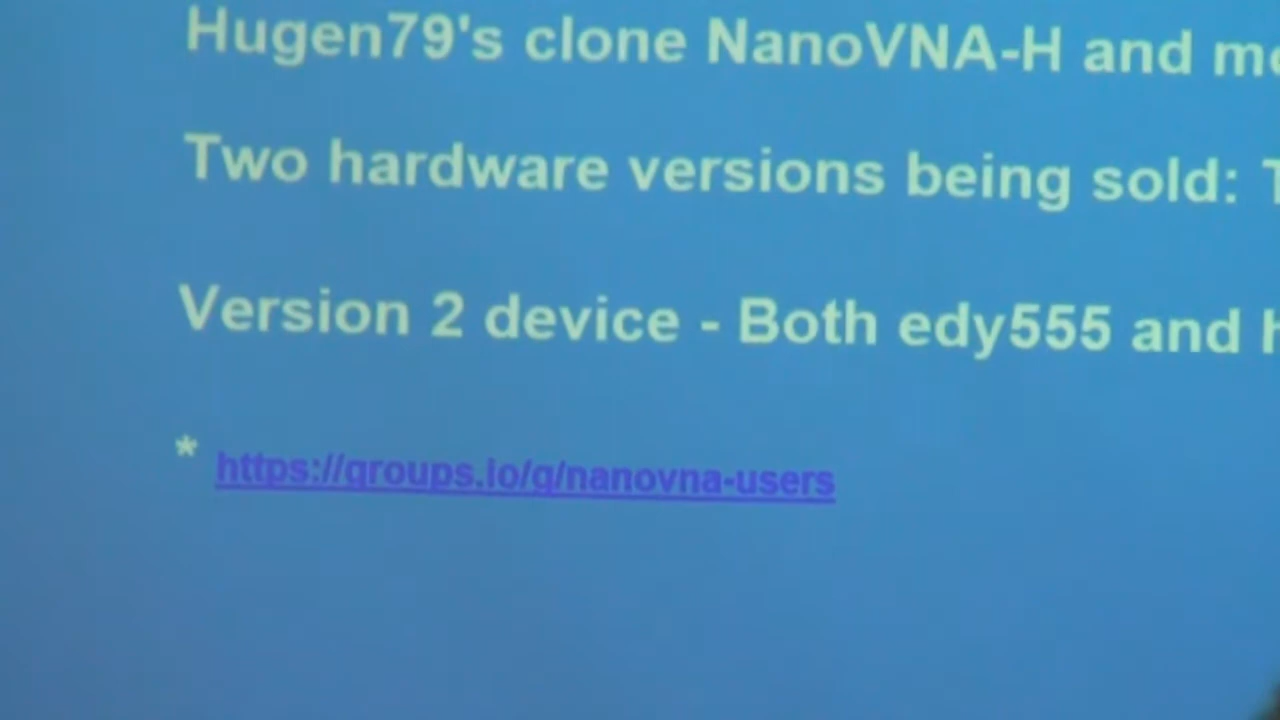 Hugen79's clone NanoVNA-H and
Two hardware versions being sold:
Version 2 device - Both edy555 and
* https://groups.io/g/nanovna-users